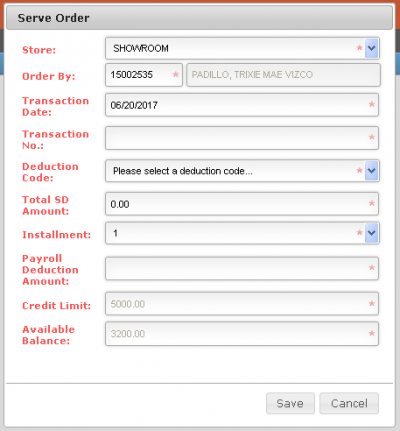 Serve Order
Store: SHOWROOM *
Order By: 15002535 * PADILLO, TRIXIE MAE VIZCO
Transaction Date: 06/20/2017 *
Transaction No.: *
Deduction Code: Please select a deduction code... *
Total SD Amount: 0.00 *
Installment: 1 *
Payroll Deduction Amount: *
Credit Limit: 5000.00 *
Available Balance: 3200.00 *
Save Cancel